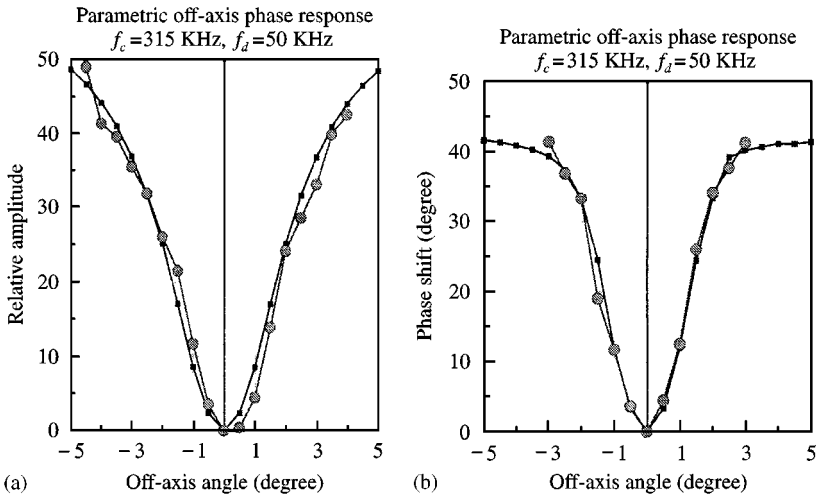 Parametric off-axis phase response
f_c=315 KHz, f_d=50 KHz
50
40
30
20
10
0
Relative amplitude
−5 −3 −1 1 3 5
(a) Off-axis angle (degree)
Parametric off-axis phase response
f_c=315 KHz, f_d=50 KHz
50
40
30
20
10
0
Phase shift (degree)
−5 −3 −1 1 3 5
(b) Off-axis angle (degree)